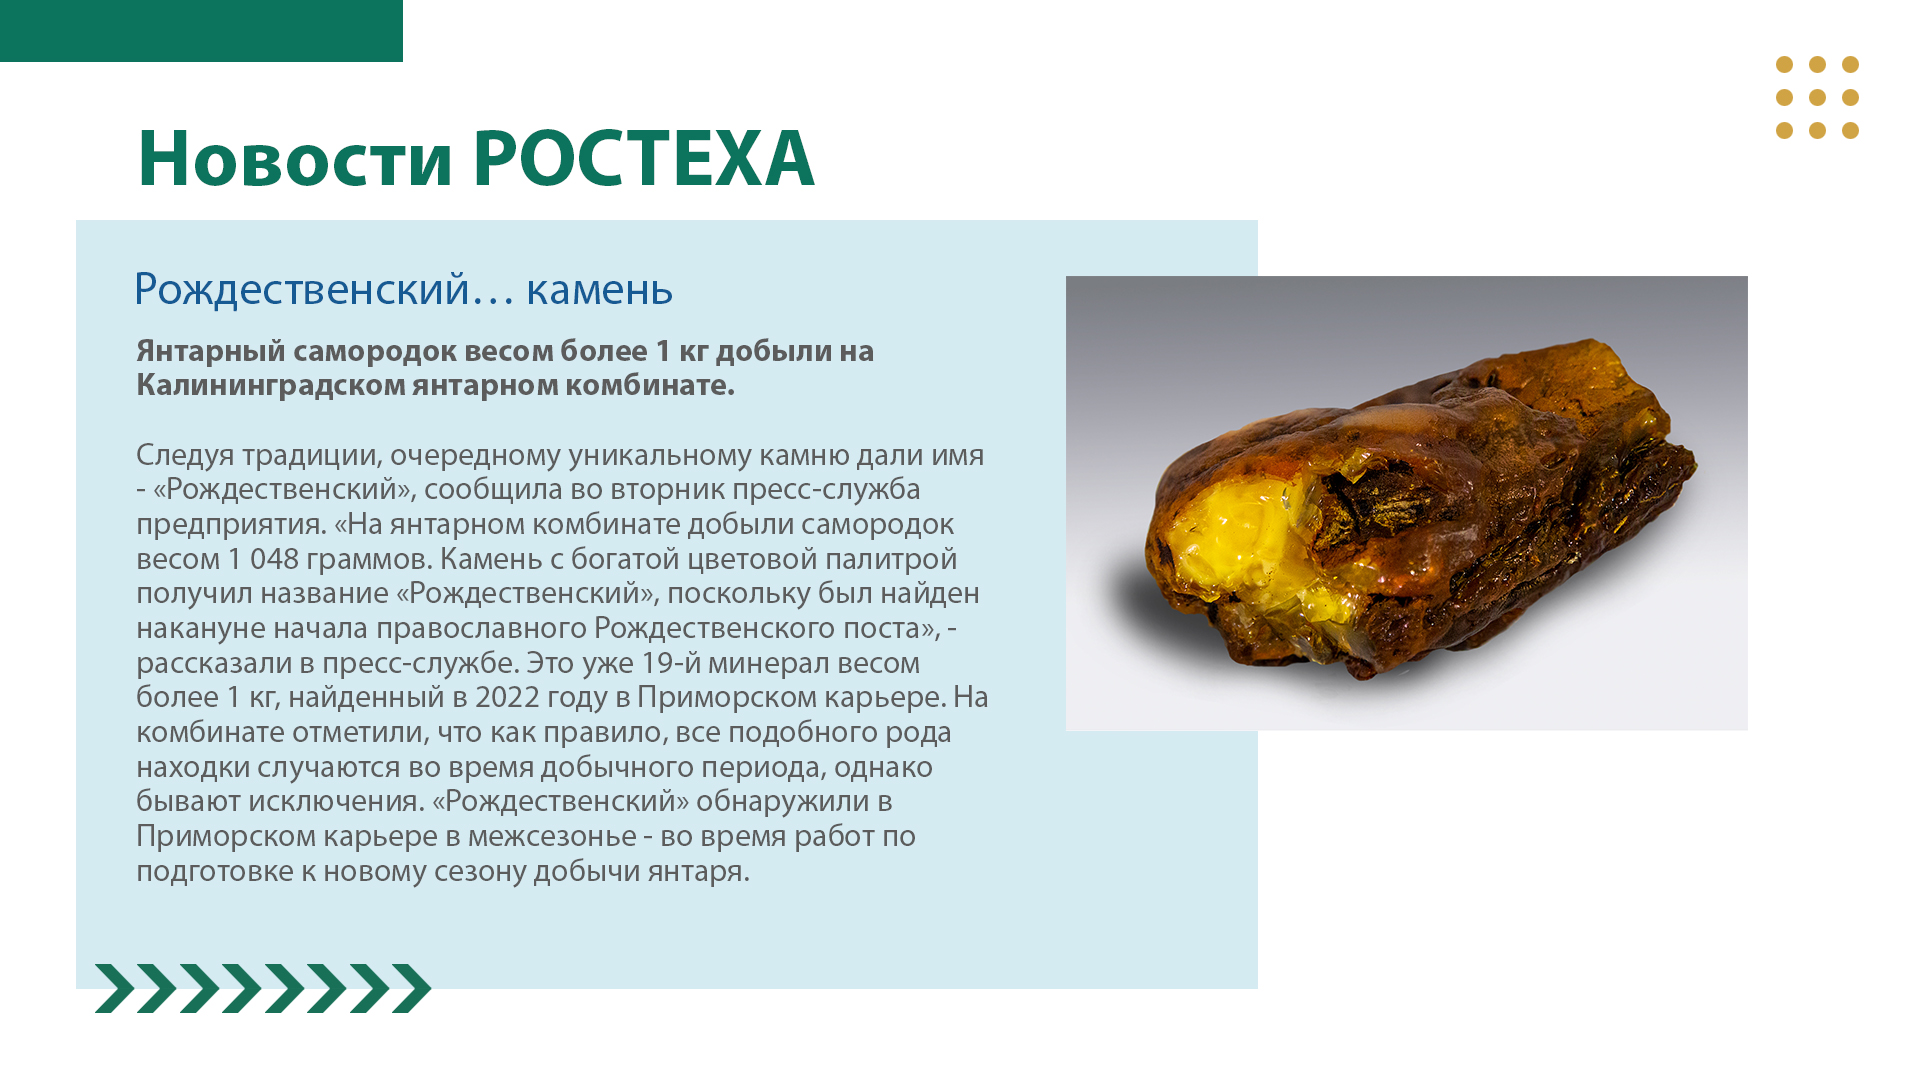 Новости РОСТЕХА
Рождественский… камень
Янтарный самородок весом более 1 кг добыли на
Калининградском янтарном комбинате.
Следуя традиции, очередному уникальному камню дали имя
- «Рождественский», сообщила во вторник пресс-служба
предприятия. «На янтарном комбинате добыли самородок
весом 1 048 граммов. Камень с богатой цветовой палитрой
получил название «Рождественский», поскольку был найден
накануне начала православного Рождественского поста», -
рассказали в пресс-службе. Это уже 19-й минерал весом
более 1 кг, найденный в 2022 году в Приморском карьере. На
комбинате отметили, что как правило, все подобного рода
находки случаются во время добычного периода, однако
бывают исключения. «Рождественский» обнаружили в
Приморском карьере в межсезонье - во время работ по
подготовке к новому сезону добычи янтаря.